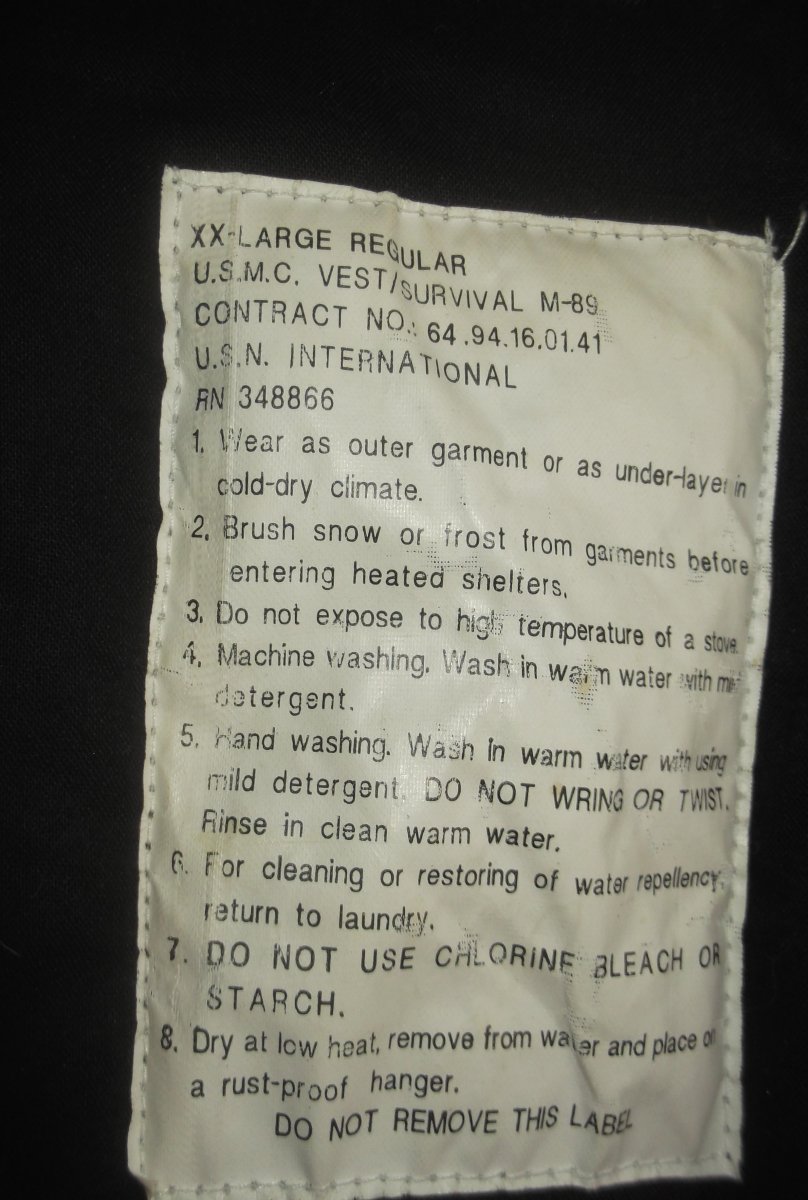 XX-LARGE REGULAR
U.S.M.C. VEST/SURVIVAL M-89
CONTRACT NO.: 64.94.16.01.41
U.S.N. INTERNATIONAL
RN 348866
1. Wear as outer garment or as under-layer in
cold-dry climate.
2. Brush snow or frost from garments before
entering heated shelters.
3. Do not expose to high temperature of a stove.
4. Machine washing. Wash in warm water with mild
detergent.
5. Hand washing. Wash in warm water with using
mild detergent. DO NOT WRING OR TWIST.
Rinse in clean warm water.
6. For cleaning or restoring of water repellency.
return to laundry.
7. DO NOT USE CHLORINE BLEACH OR
STARCH.
8. Dry at low heat, remove from water and place on
a rust-proof hanger.
DO NOT REMOVE THIS LABEL